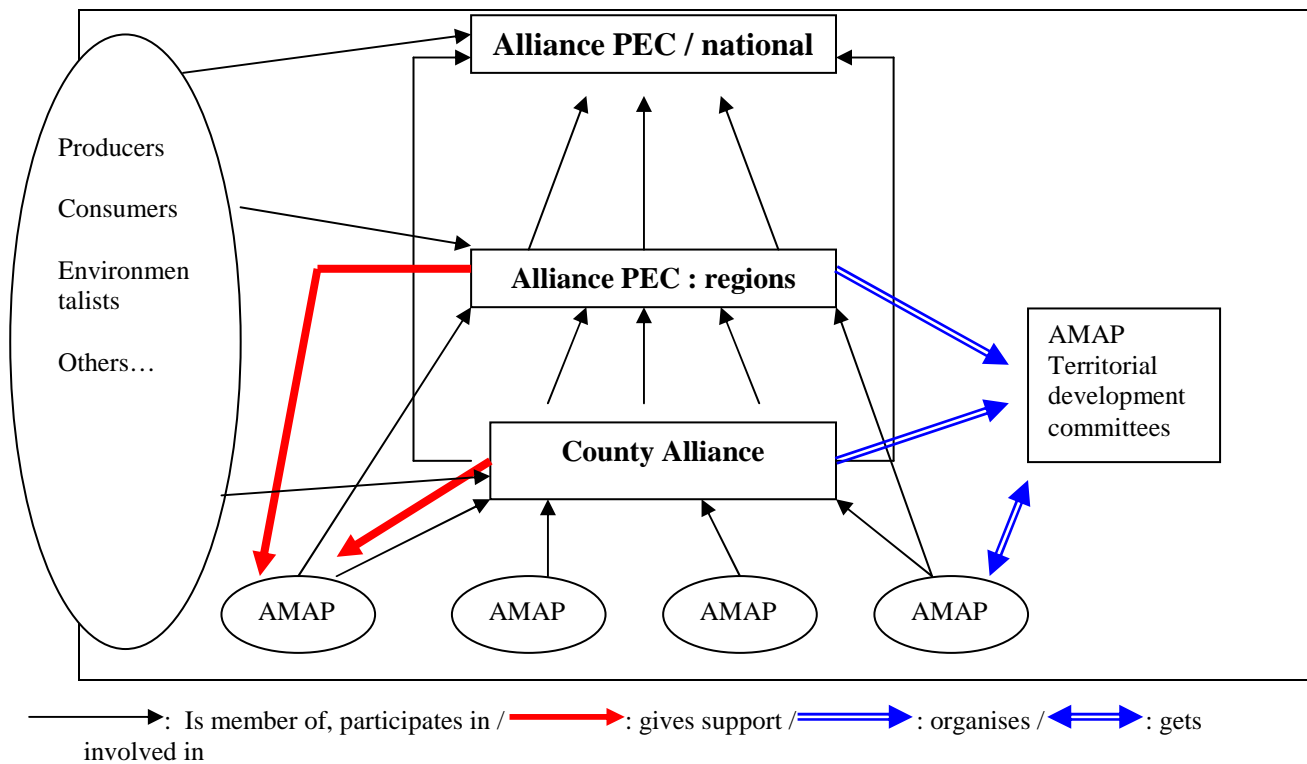 Alliance PEC / national
Producers
Consumers
Environmen
talists
Others…
Alliance PEC : regions
AMAP
Territorial
development
committees
County Alliance
AMAP
AMAP
AMAP
AMAP
: Is member of, participates in / : gives support / : organises / : gets
involved in